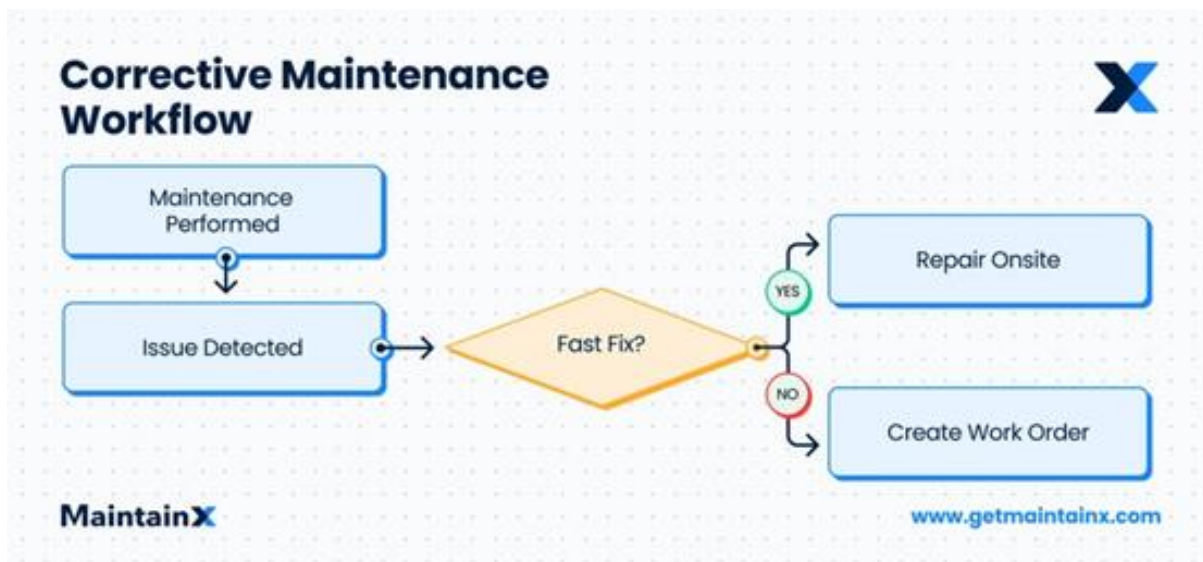 Corrective Maintenance
Workflow
Maintenance
Performed
Issue Detected
Fast Fix?
YES
NO
Repair Onsite
Create Work Order
MaintainX
www.getmaintainx.com